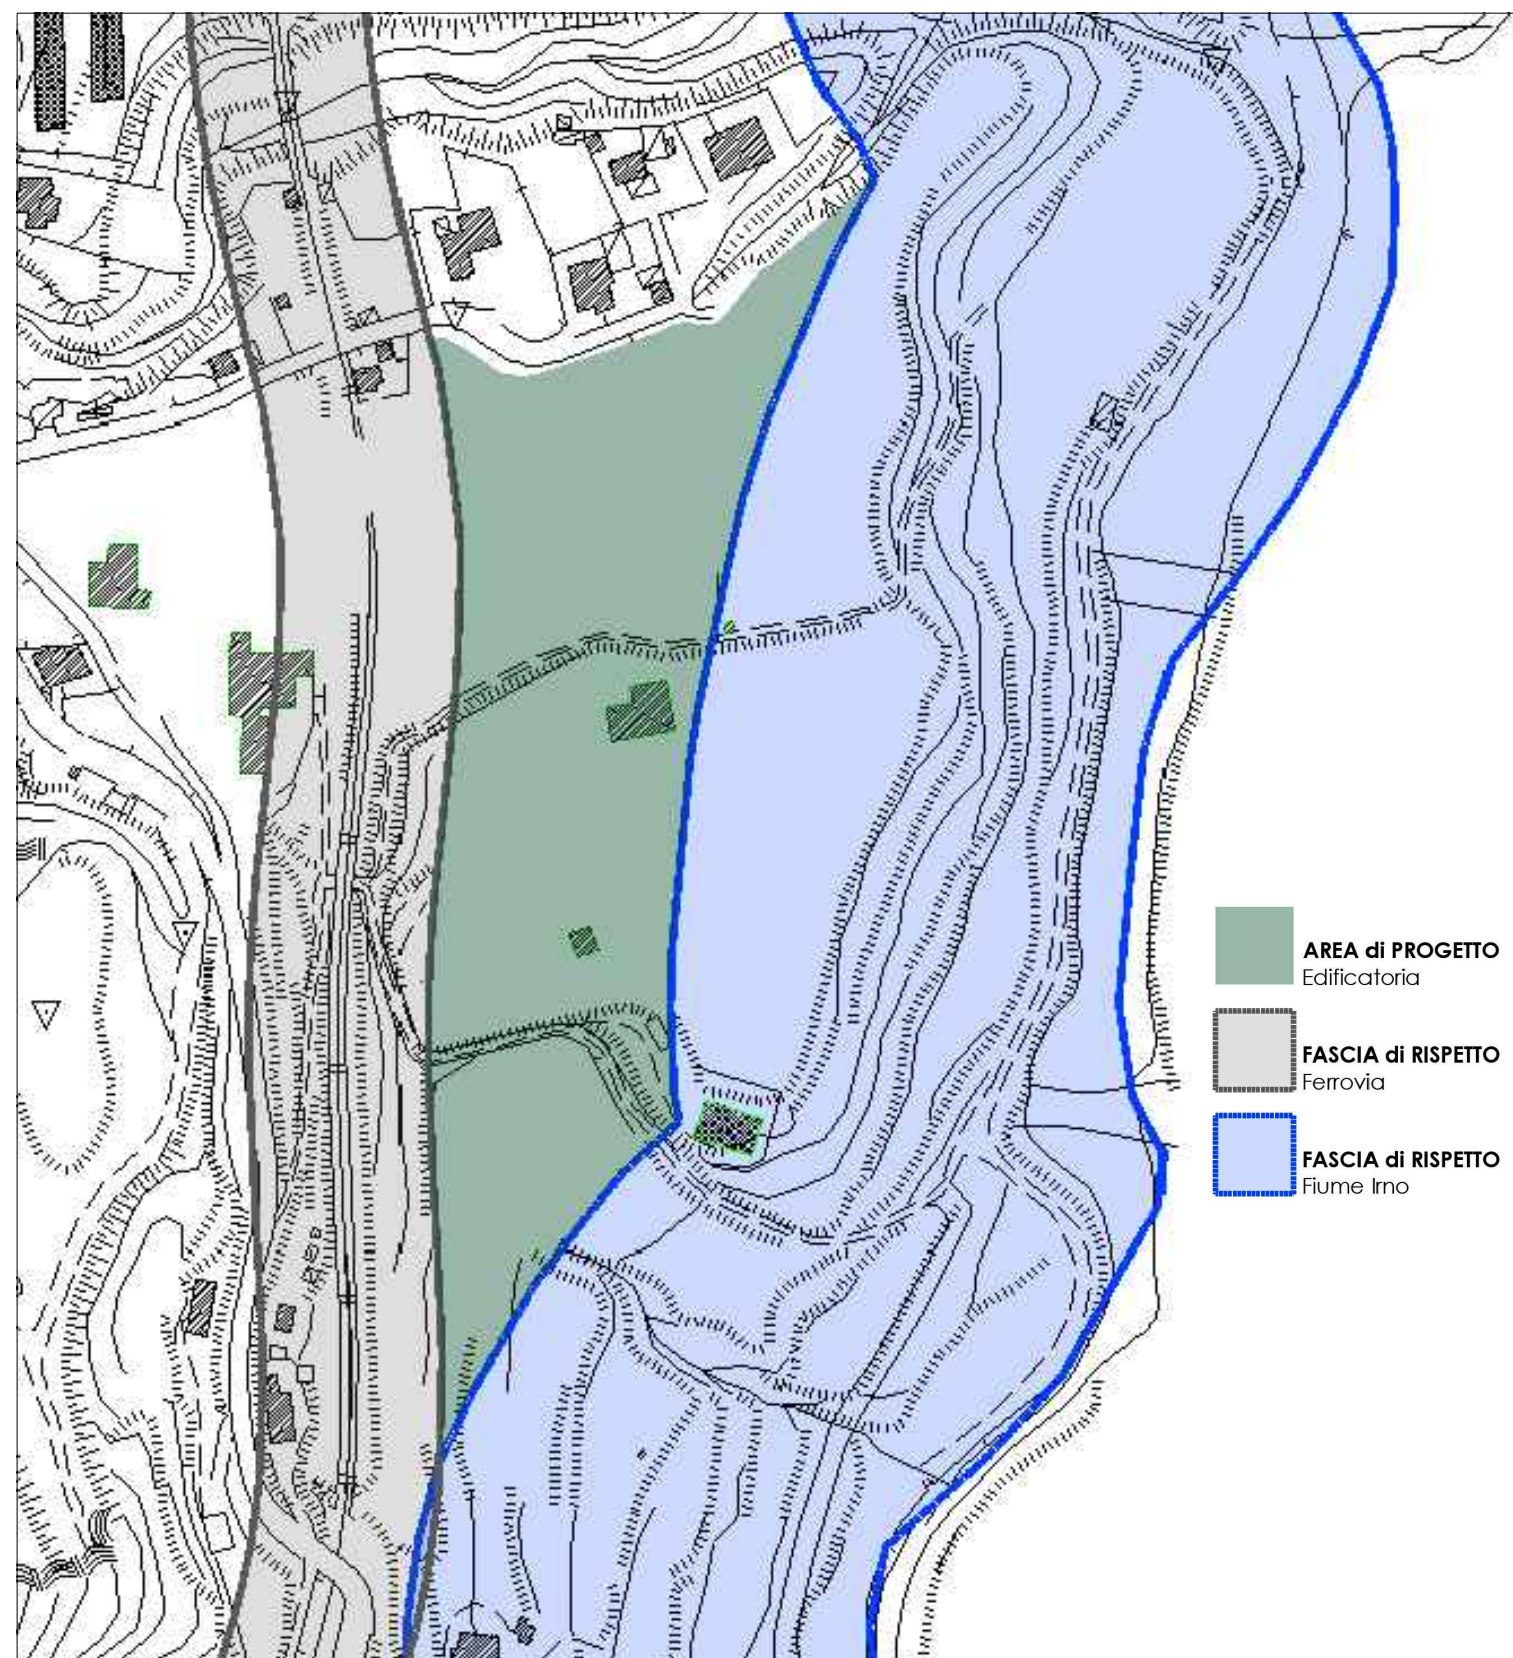 AREA di PROGETTO
Edificatoria
FASCIA di RISPETTO
Ferrovia
FASCIA di RISPETTO
Fiume Irno